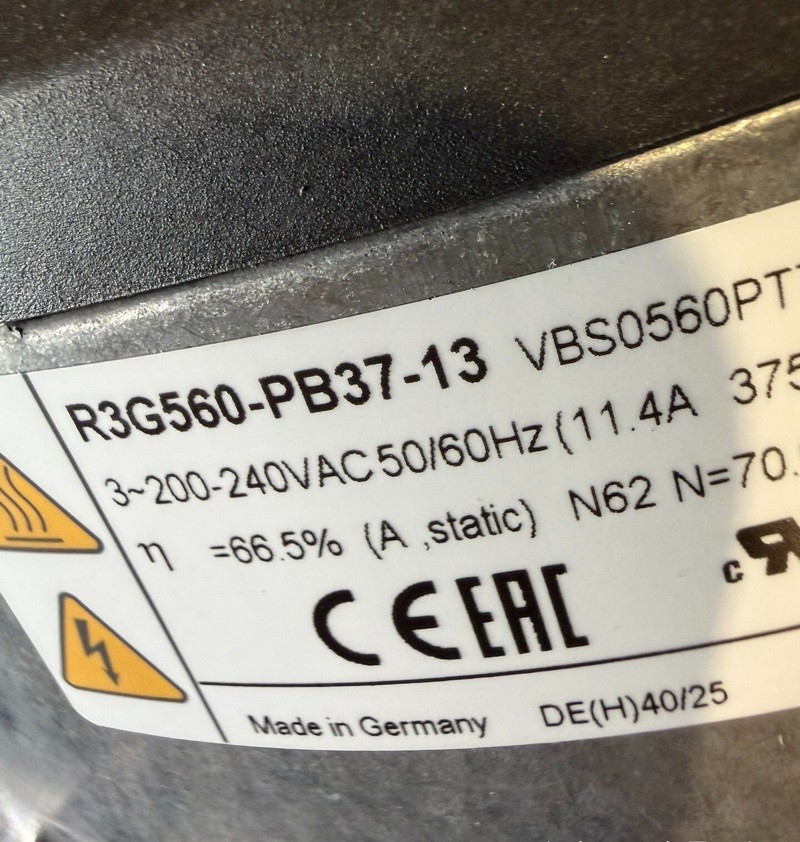 R3G560-PB37-13 VBS0560PT
3~200-240VAC 50/60Hz (11.4A 375
η =66.5% (A ,static) N62 N=70.
CE EAC c RU
Made in Germany DE(H)40/25